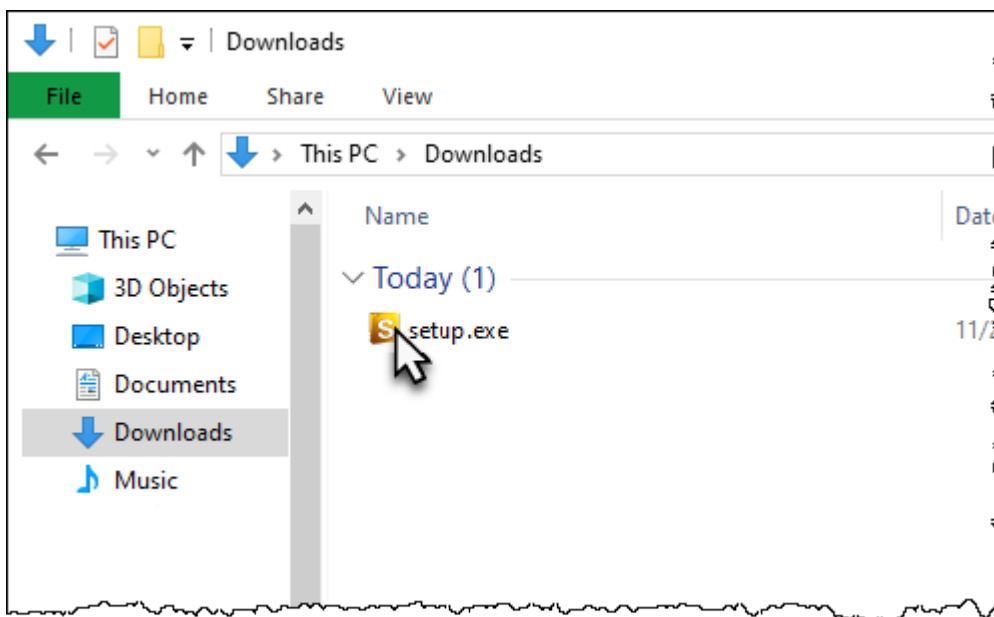 Downloads
File Home Share View
This PC > Downloads
Name
This PC
3D Objects
Desktop
Documents
Downloads
Music
Today (1)
S setup.exe
11/